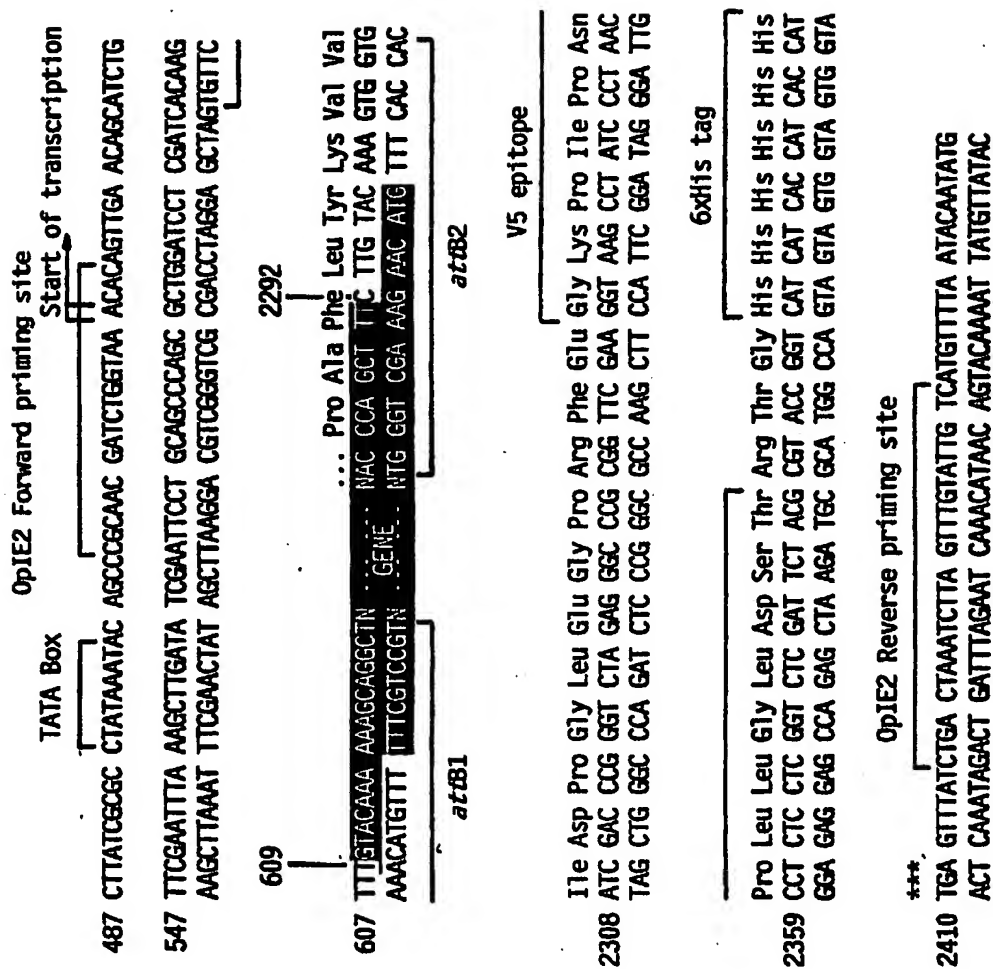 OpIE2 Forward priming site
TATA Box
Start of transcription
487 CTTATCGCGC CTATAAATAC AGCCCGCAAC GATCTGGTAA ACACAGTTGA ACAGCATCTG
547 TTCGAATTTA AAGCTTGATA TCGAATTCCT GCAGCCCAGC GCTGGATCCT CGATCACAAG
AAGCTTAAAT TTCGAACTAT AGCTTAAGGA CGTCGGGTCG CGACCTAGGA GCTAGTGTTC
609
2292
... Pro Ala Phe Leu Tyr Lys Val Val
607 TTTGTACAAA AAAGCAGGCTN ..... NAC CCA GCT TTC TTG TAC AAA GTG GTG
GENE
AAACATGTTT TTTCGTCCGTN ..... NTG GGT CGA AAG AAC ATG TTT CAC CAC
attB1
attB2
V5 epitope
Ile Asp Pro Gly Leu Glu Gly Pro Arg Phe Glu Gly Lys Pro Ile Pro Asn
2308 ATC GAC CCG GGT CTA GAG GGC CCG CGG TTC GAA GGT AAG CCT ATC CCT AAC
TAG CTG GGC CCA GAT CTC CCG GGC GCC AAG CTT CCA TTC GGA TAG GGA TTG
6xHis tag
Pro Leu Leu Gly Leu Asp Ser Thr Arg Thr Gly His His His His His His
2359 CCT CTC CTC GGT CTC GAT TCT ACG CGT ACC GGT CAT CAT CAC CAT CAC CAT
GGA GAG GAG CCA GAG CTA AGA TGC GCA TGG CCA GTA GTA GTG GTA GTG GTA
OpIE2 Reverse priming site
***
2410 TGA GTTTATCTGA CTAAATCTTA GTTTGTATTG TCATGTTTTA ATACAATATG
ACT CAAATAGACT GATTTAGAAT CAAACATAAC AGTACAAAAT TATGTTATAC